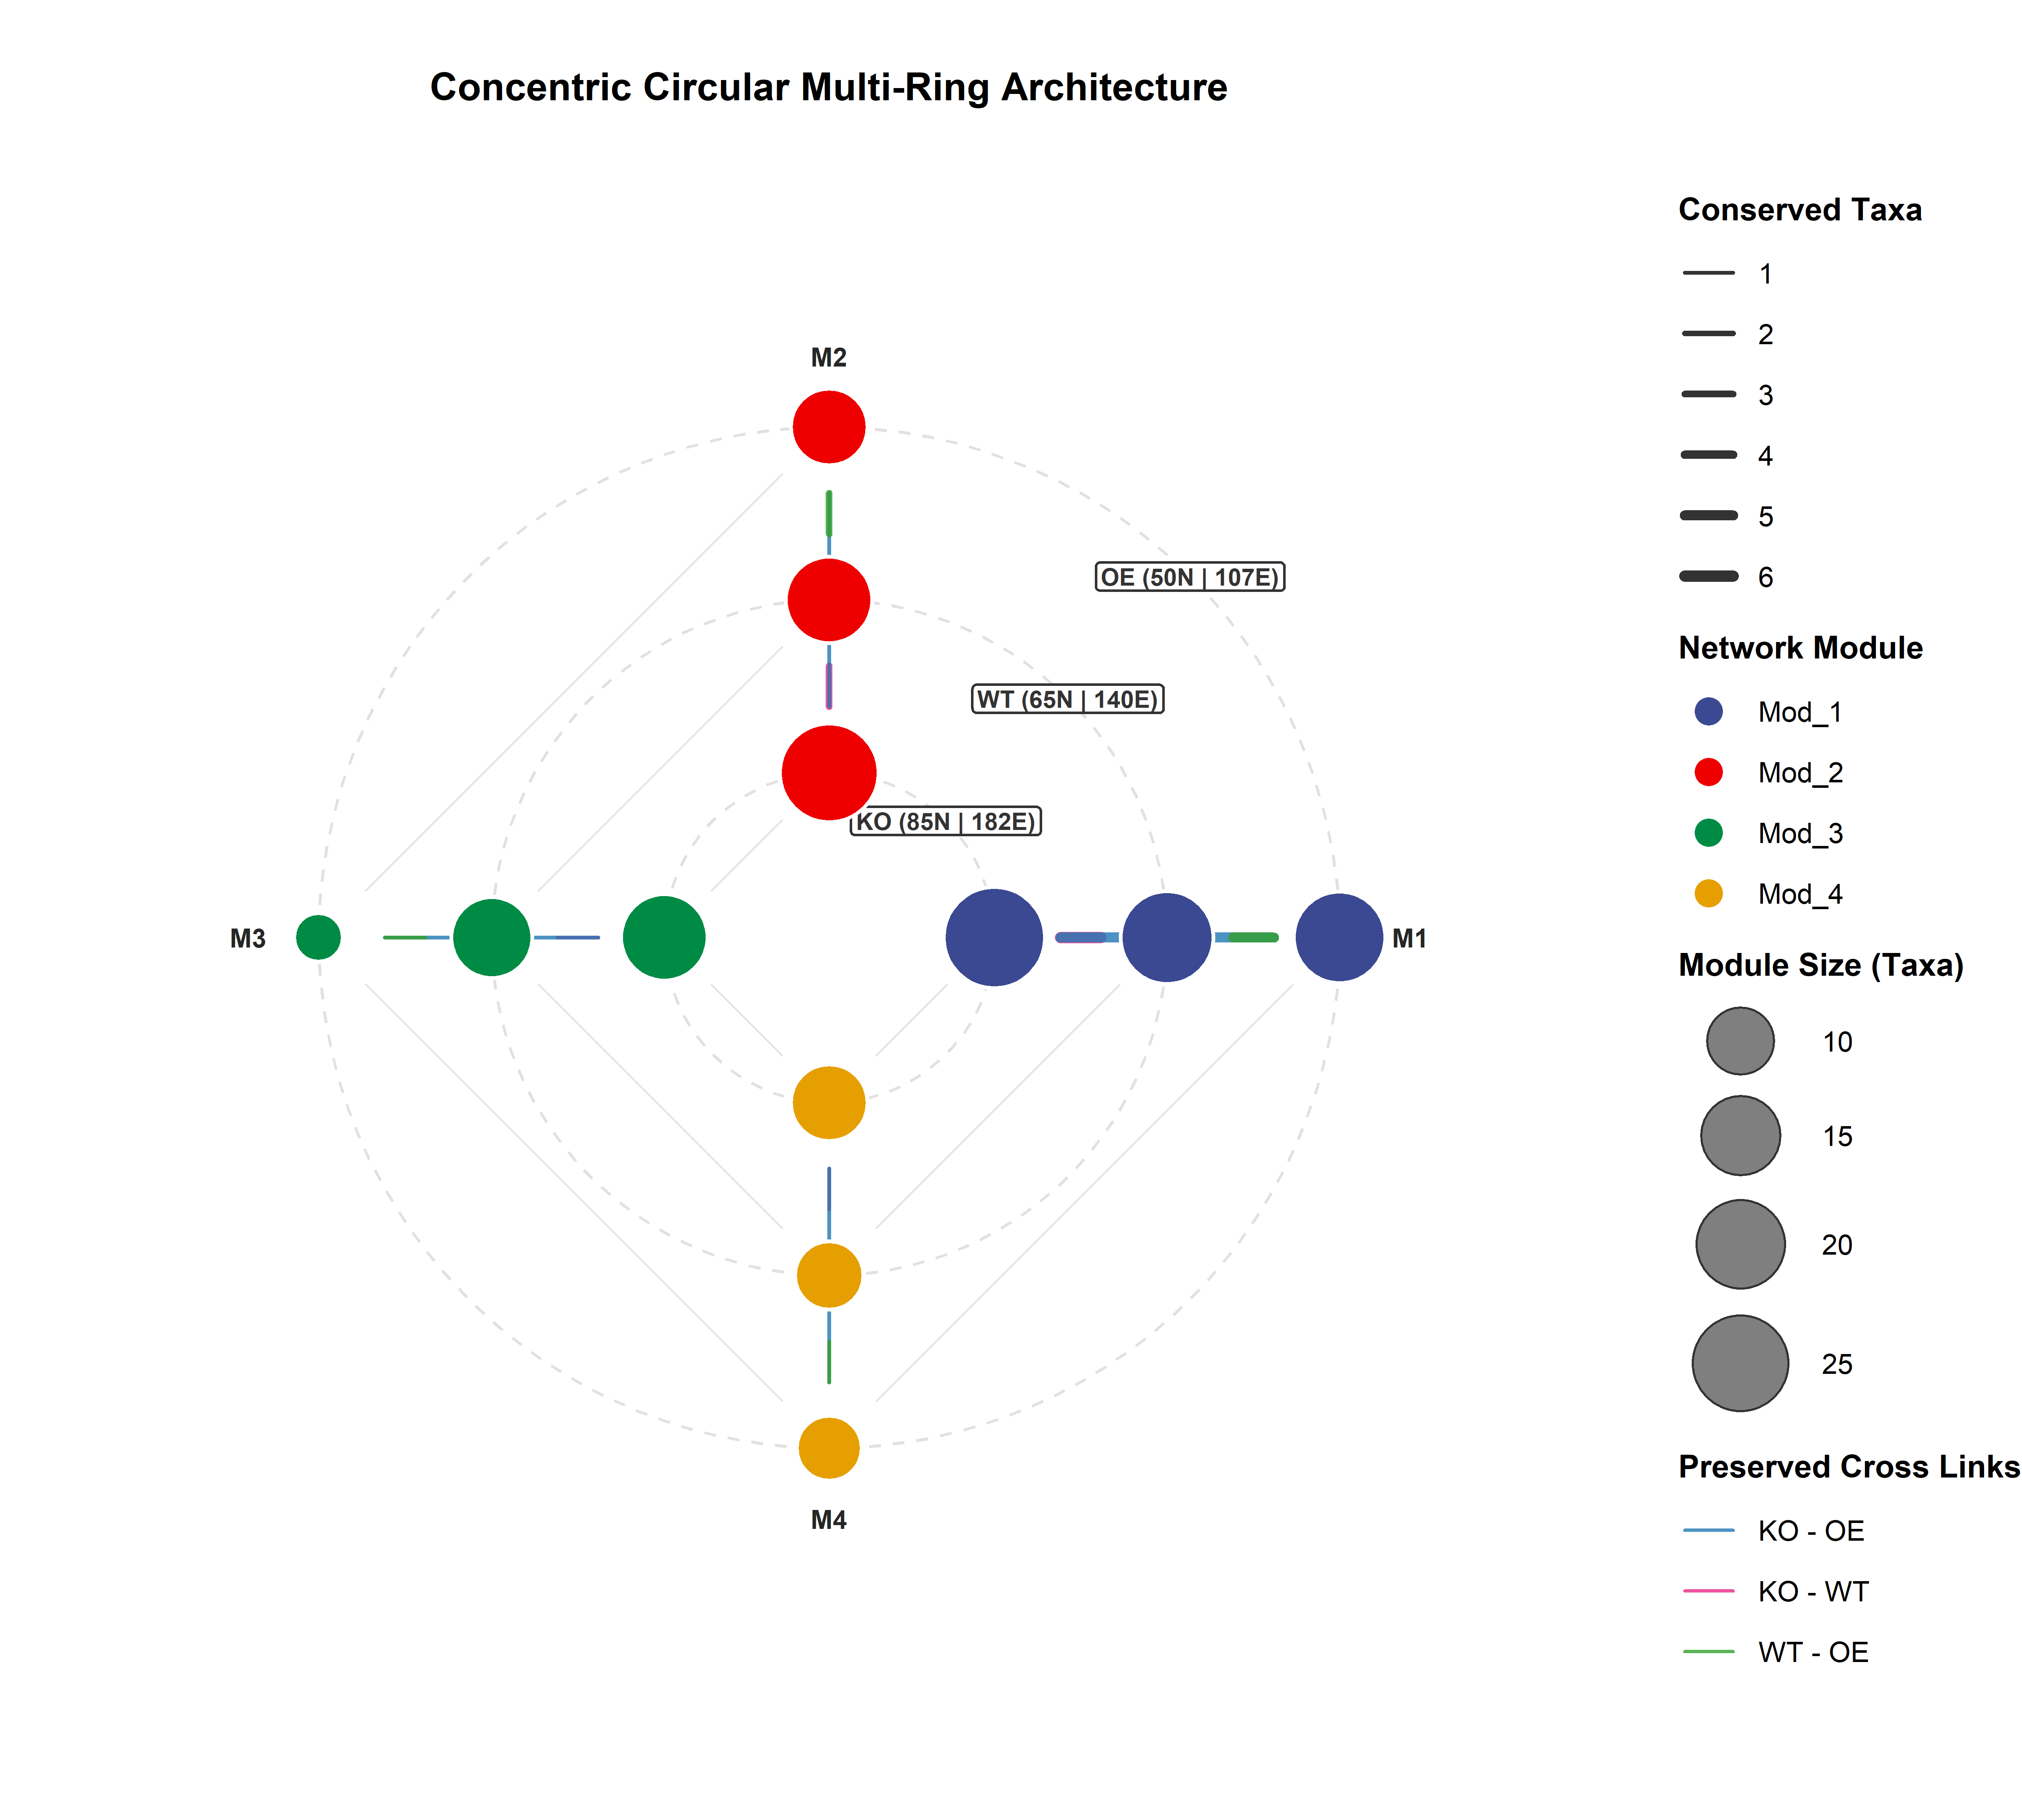 Concentric Circular Multi-Ring Architecture
M2
OE (50N | 107E)
WT (65N | 140E)
KO (85N | 182E)
M3
M1
M4
Conserved Taxa
1
2
3
4
5
6
Network Module
Mod_1
Mod_2
Mod_3
Mod_4
Module Size (Taxa)
10
15
20
25
Preserved Cross Links
KO - OE
KO - WT
WT - OE